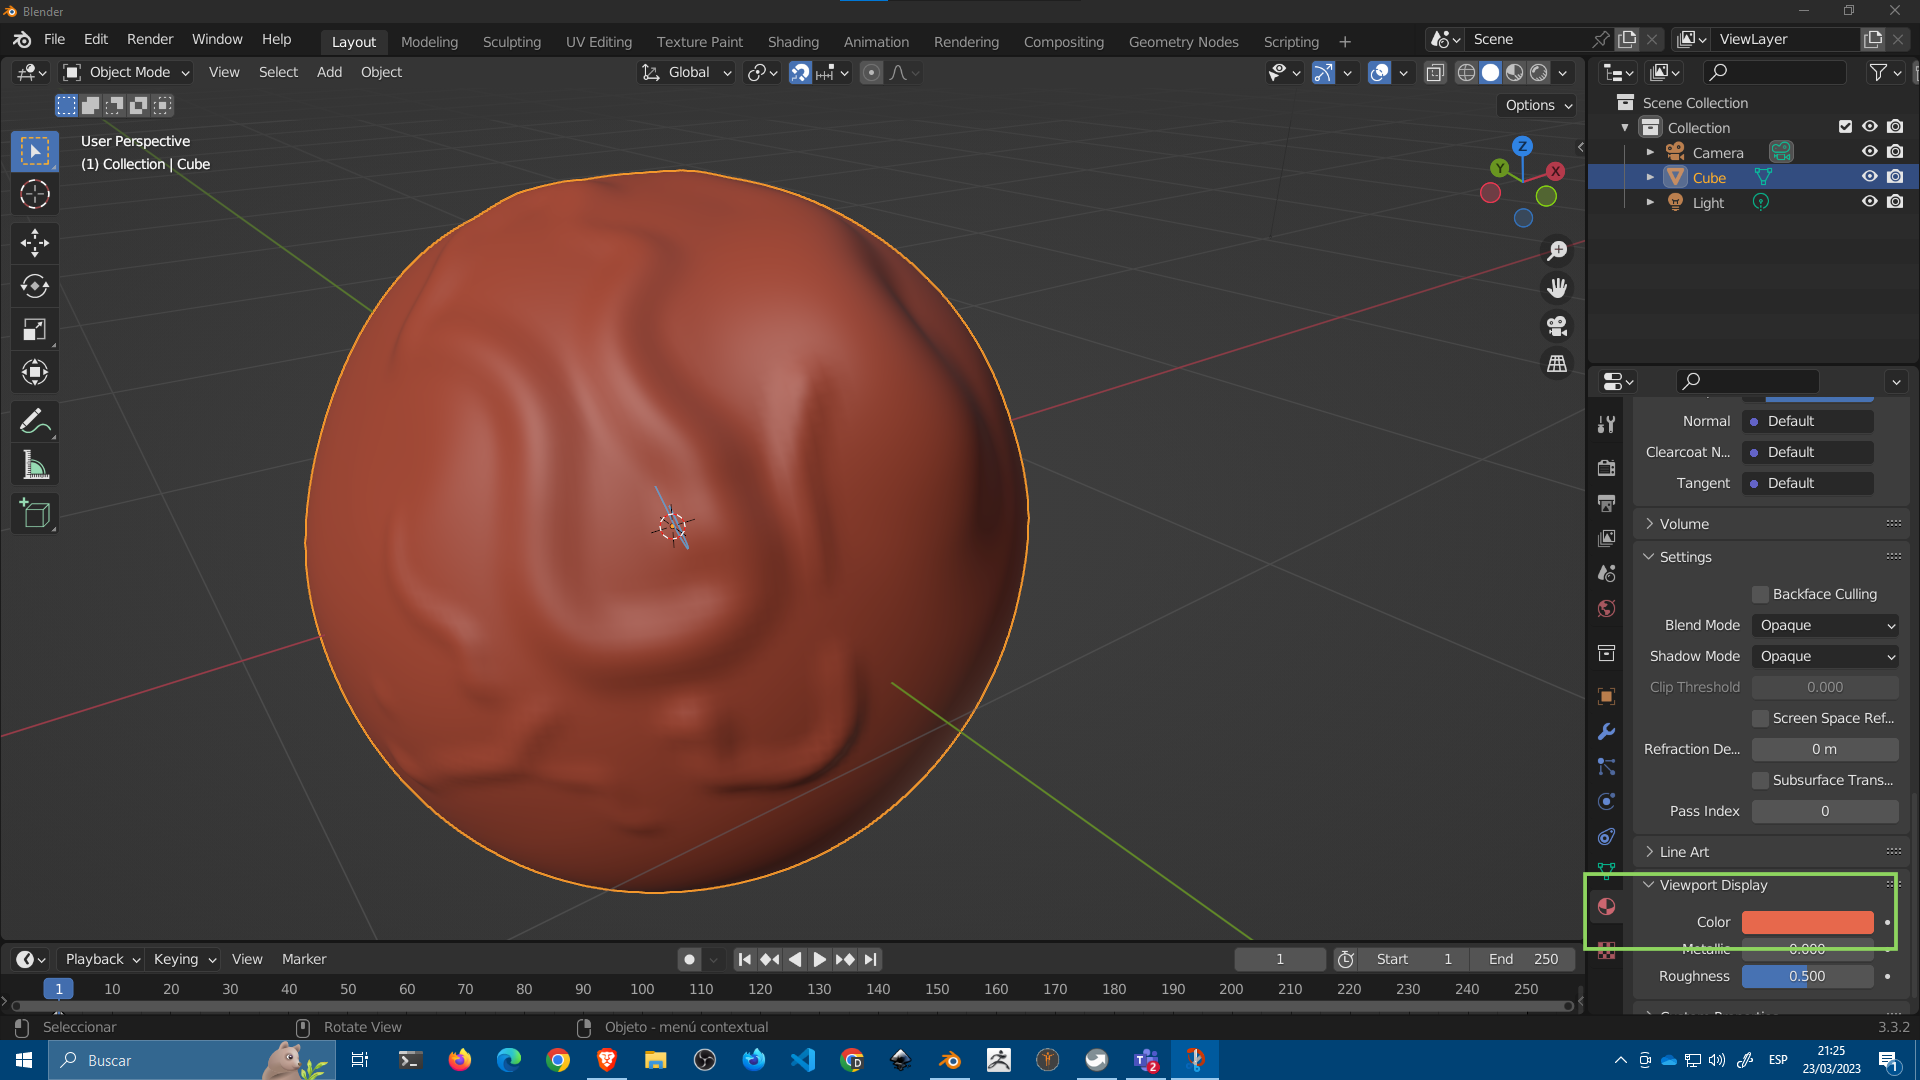 Blender
File Edit Render Window Help
Layout Modeling Sculpting UV Editing Texture Paint Shading Animation Rendering Compositing Geometry Nodes Scripting +
Scene
ViewLayer
Object Mode View Select Add Object
Global
Options
User Perspective
(1) Collection | Cube
Z
Y
X
Scene Collection
Collection
Camera
Cube
Light
Normal Default
Clearcoat N... Default
Tangent Default
Volume
Settings
Backface Culling
Blend Mode Opaque
Shadow Mode Opaque
Clip Threshold 0.000
Screen Space Ref...
Refraction De... 0 m
Subsurface Trans...
Pass Index 0
Line Art
Viewport Display
Color
Metallic 0.000
Roughness 0.500
Playback Keying View Marker
1 Start 1 End 250
1 10 20 30 40 50 60 70 80 90 100 110 120 130 140 150 160 170 180 190 200 210 220 230 240 250
Seleccionar Rotate View Objeto - menú contextual
3.3.2
Buscar
D
2
ESP
21:25
23/03/2023
1